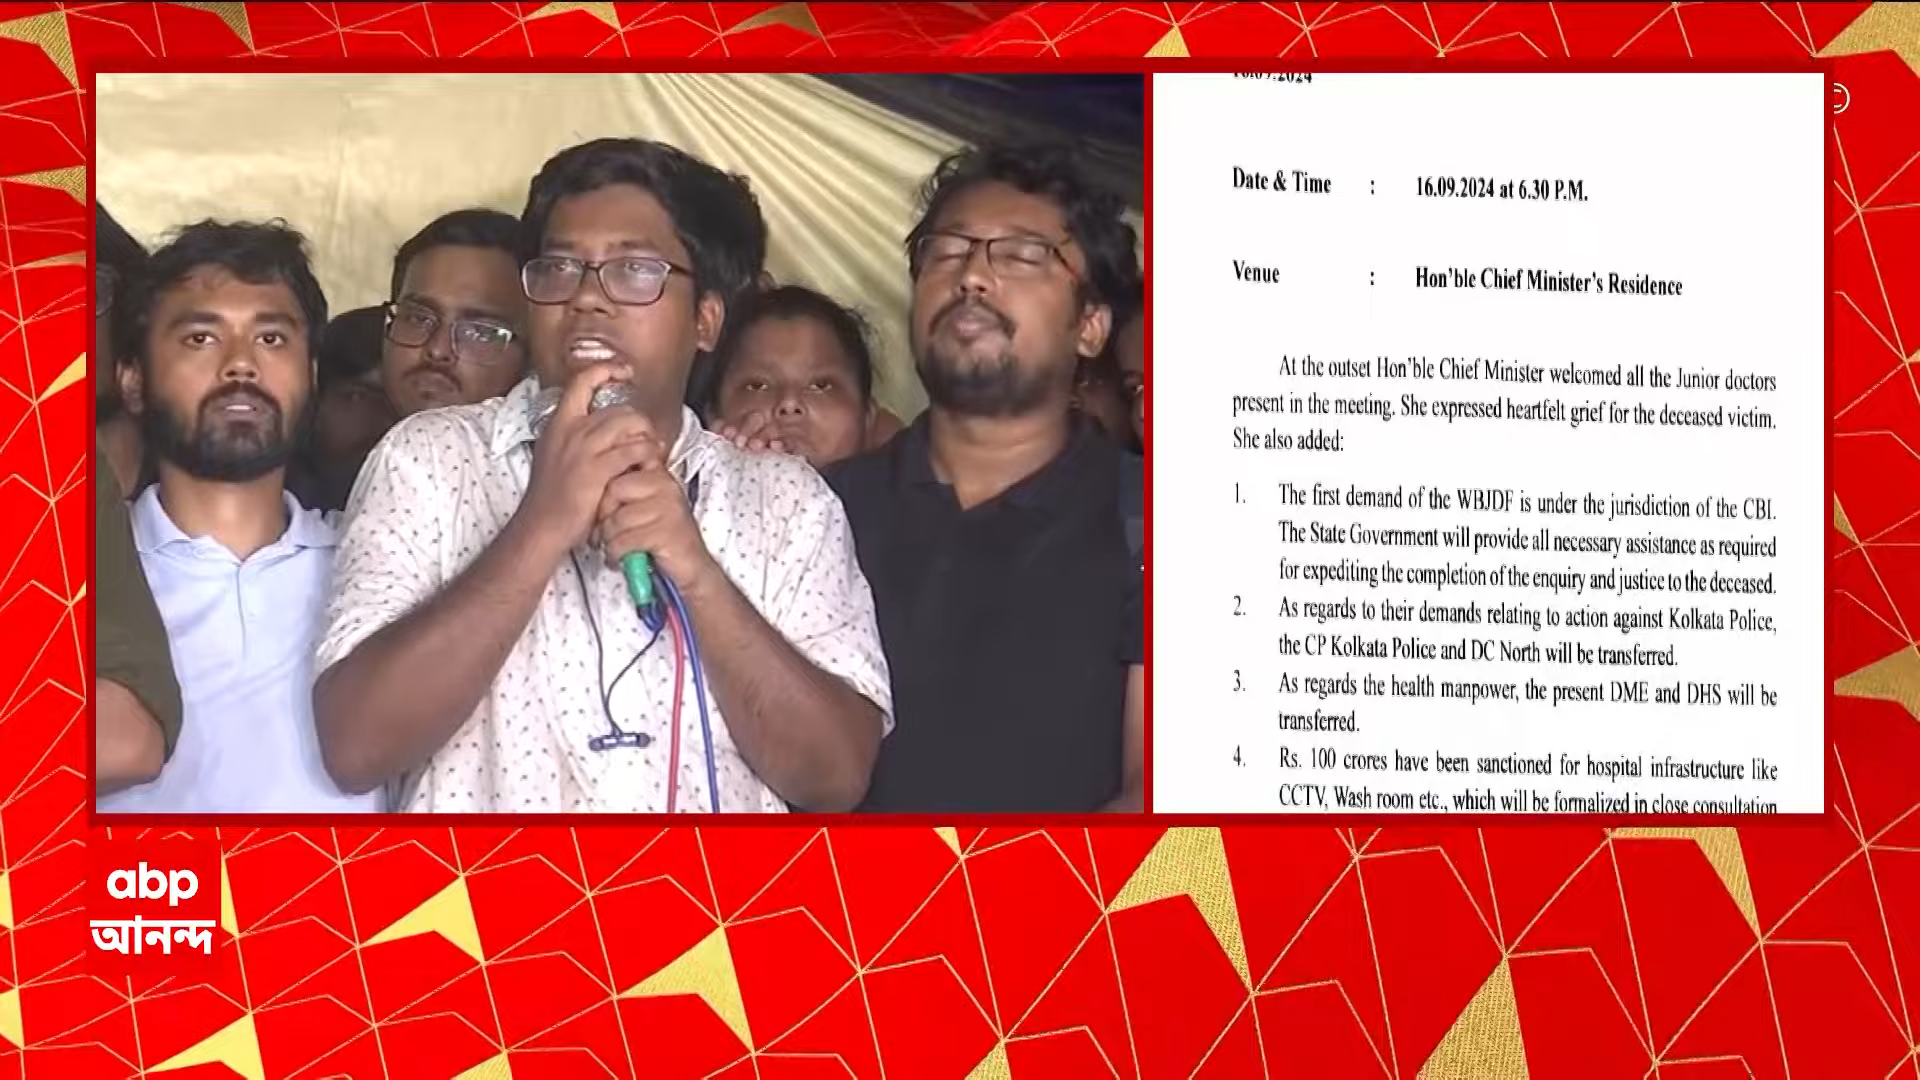 16.09.2024
Date & Time : 16.09.2024 at 6.30 P.M.
Venue : Hon'ble Chief Minister's Residence
At the outset Hon'ble Chief Minister welcomed all the Junior doctors
present in the meeting. She expressed heartfelt grief for the deceased victim.
She also added:
1. The first demand of the WBJDF is under the jurisdiction of the CBI.
The State Government will provide all necessary assistance as required
for expediting the completion of the enquiry and justice to the deceased.
2. As regards to their demands relating to action against Kolkata Police,
the CP Kolkata Police and DC North will be transferred.
3. As regards the health manpower, the present DME and DHS will be
transferred.
4. Rs. 100 crores have been sanctioned for hospital infrastructure like
CCTV, Wash room etc., which will be formalized in close consultation
©
abp
আনন্দ